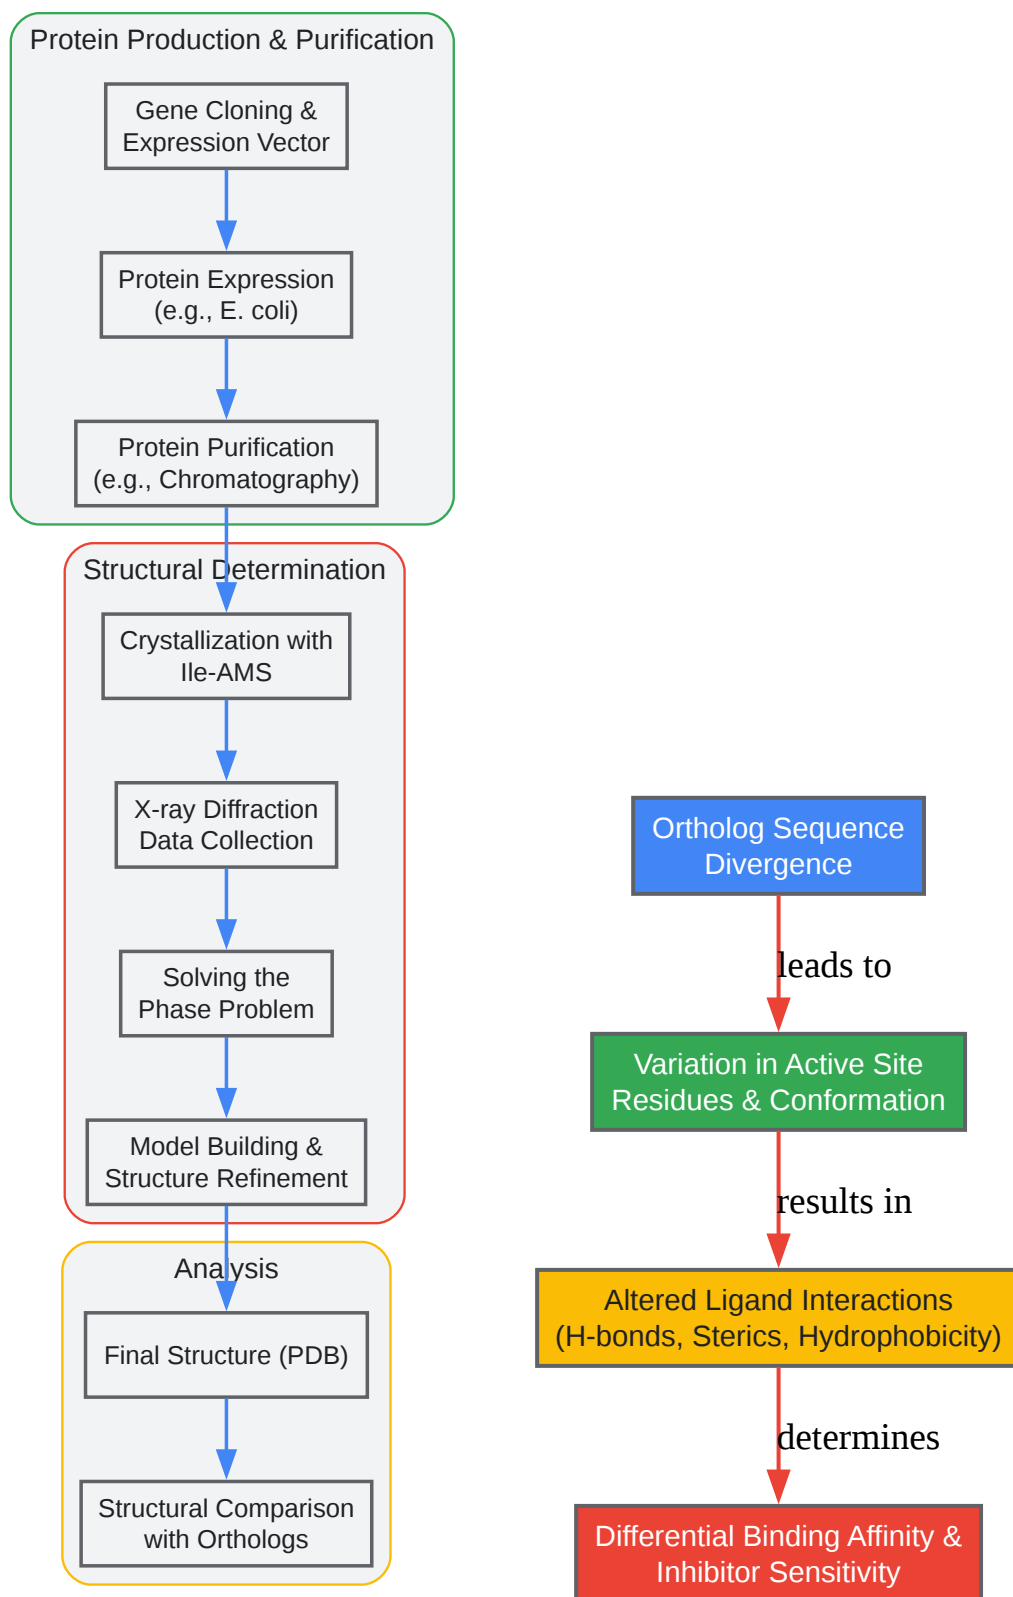 Protein Production & Purification
Gene Cloning &
Expression Vector
Protein Expression
(e.g., E. coli)
Protein Purification
(e.g., Chromatography)
Structural Determination
Crystallization with
Ile-AMS
X-ray Diffraction
Data Collection
Solving the
Phase Problem
Model Building &
Structure Refinement
Analysis
Final Structure (PDB)
Structural Comparison
with Orthologs
Ortholog Sequence
Divergence
leads to
Variation in Active Site
Residues & Conformation
results in
Altered Ligand Interactions
(H-bonds, Sterics, Hydrophobicity)
determines
Differential Binding Affinity &
Inhibitor Sensitivity